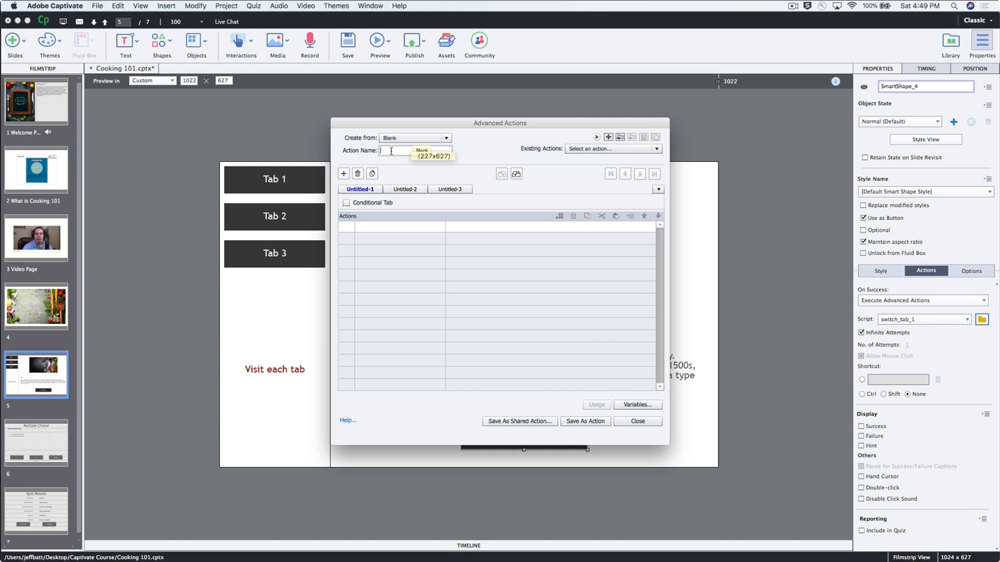 Adobe Captivate File Edit View Insert Modify Project Quiz Audio Video Themes Window Help 100% Sat 4:49 PM
Cp 5 / 7 100 Live Chat Classic
Slides Themes Fluid Box Text Shapes Objects Interactions Media Record Save Preview Publish Assets Community Library Properties
FILMSTRIP × Cooking 101.cptx* PROPERTIES TIMING POSITION
Preview in Custom 1022 × 627 1022
1 Welcome P...
2 What is Cooking 101
3 Video Page
4
5
Multiple Choice
6
Quiz Results
7
Tab 1
Tab 2
Tab 3
Visit each tab
y.
1500s,
a type
Advanced Actions
Create from: Blank
Action Name: Blank
(227x627)
Existing Actions: Select an action...
Untitled-1 Untitled-2 Untitled-3
Conditional Tab
Actions
Usage Variables...
Help... Save As Shared Action... Save As Action Close
SmartShape_4
Object State
Normal (Default)
State View
Retain State on Slide Revisit
Style Name
[Default Smart Shape Style]
Replace modified styles
Use as Button
Optional
Maintain aspect ratio
Unlock from Fluid Box
Style Actions Options
On Success:
Execute Advanced Actions
Script: switch_tab_1
Infinite Attempts
No. of Attempts: 1
Allow Mouse Click
Shortcut:
Ctrl Shift None
Display
Success
Failure
Hint
Others
Pause for Success/Failure Captions
Hand Cursor
Double-click
Disable Click Sound
Reporting
Include in Quiz
TIMELINE
/Users/jeffbatt/Desktop/Captivate Course/Cooking 101.cptx Filmstrip View 1024 x 627